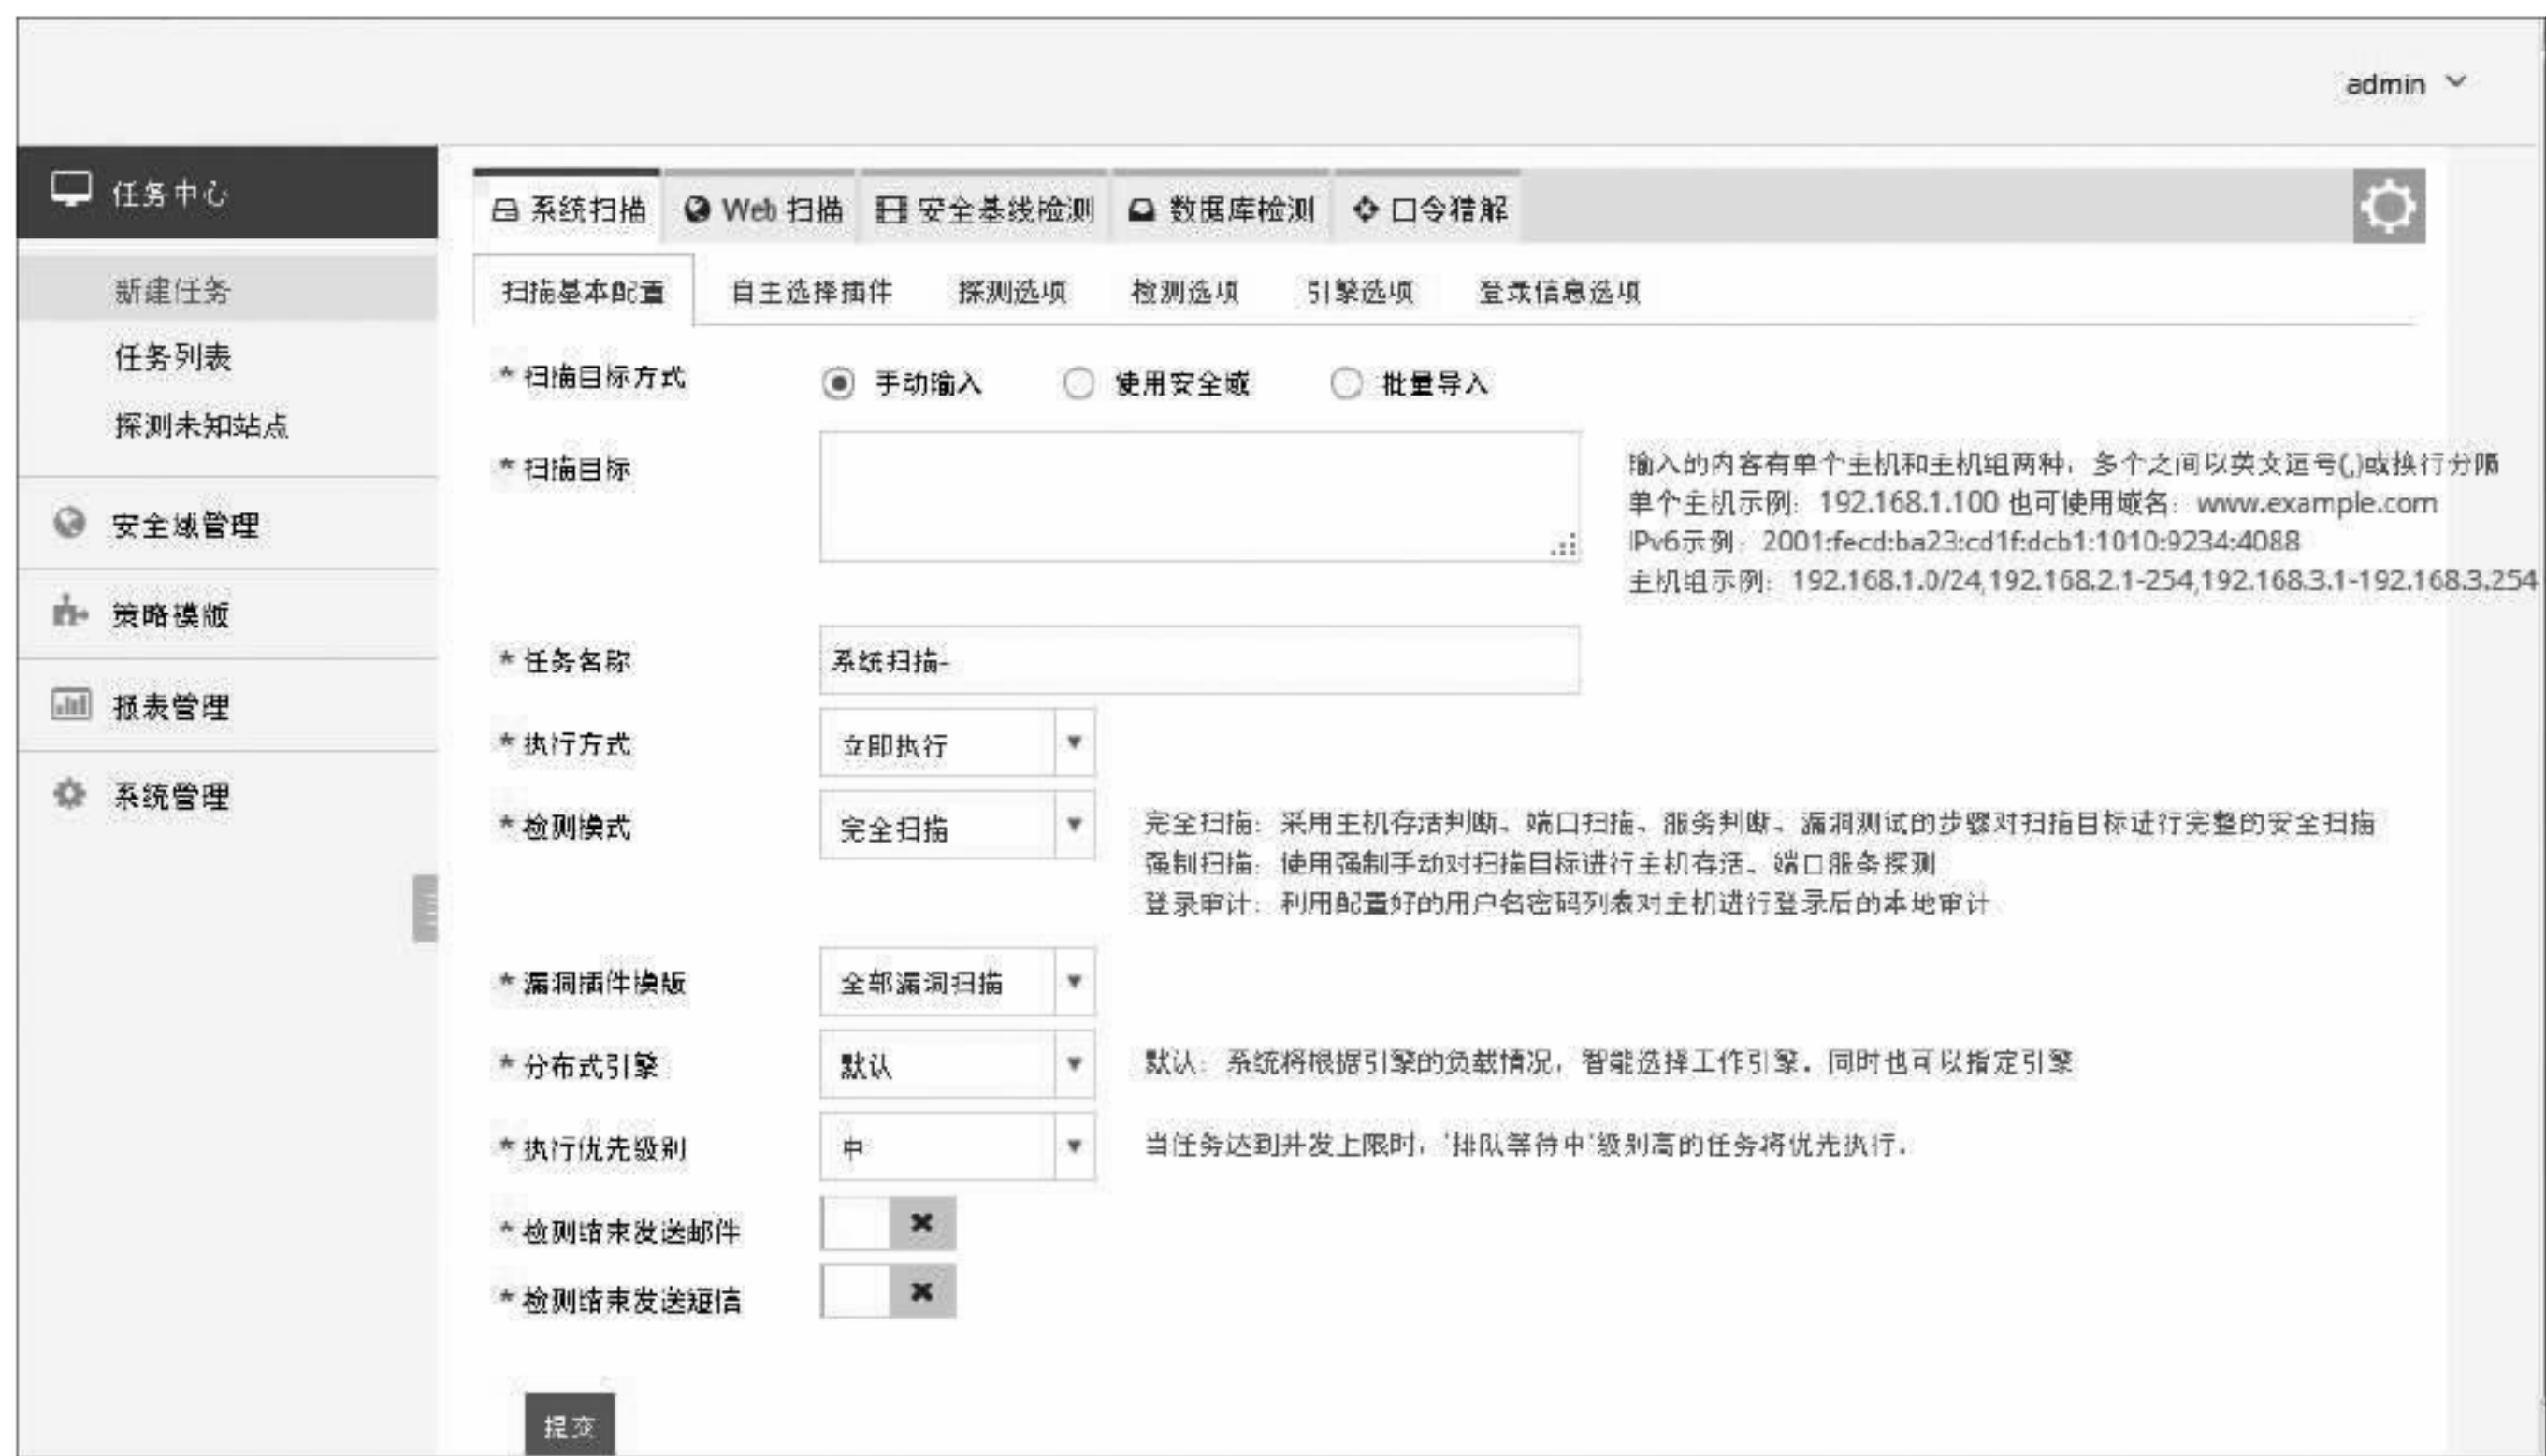 admin
任务中心
新建任务
任务列表
探测未知站点
安全域管理
策略模版
报表管理
系统管理
系统扫描 Web 扫描 安全基线检测 数据库检测 口令猜解
扫描基本配置 自主选择插件 探测选项 检测选项 引擎选项 登录信息选项
* 扫描目标方式 手动输入 使用安全域 批量导入
* 扫描目标
输入的内容有单个主机和主机组两种，多个之间以英文逗号(,)或换行分隔
单个主机示例：192.168.1.100 也可使用域名：www.example.com
IPv6示例：2001:fecd:ba23:cd1f:dcb1:1010:9234:4088
主机组示例：192.168.1.0/24,192.168.2.1-254,192.168.3.1-192.168.3.254
* 任务名称 系统扫描-
* 执行方式 立即执行
* 检测模式 完全扫描
完全扫描：采用主机存活判断、端口扫描、服务判断、漏洞测试的步骤对扫描目标进行完整的安全扫描
强制扫描：使用强制手动对扫描目标进行主机存活、端口服务探测
登录审计：利用配置好的用户名密码列表对主机进行登录后的本地审计
* 漏洞插件模版 全部漏洞扫描
* 分布式引擎 默认 默认：系统将根据引擎的负载情况，智能选择工作引擎。同时也可以指定引擎
* 执行优先级别 中 当任务达到并发上限时，'排队等待中'级别高的任务将优先执行。
* 检测结束发送邮件
* 检测结束发送短信
提交